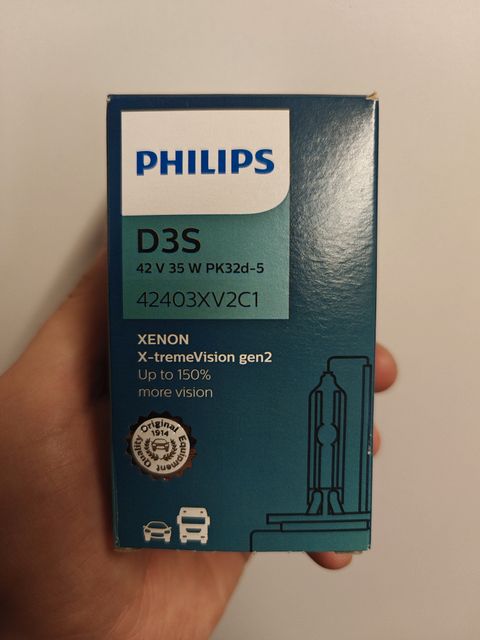 PHILIPS
D3S
42 V 35 W PK32d-5
42403XV2C1
XENON
X-tremeVision gen2
Up to 150%
more vision
Original
1914
Quality
Equipment